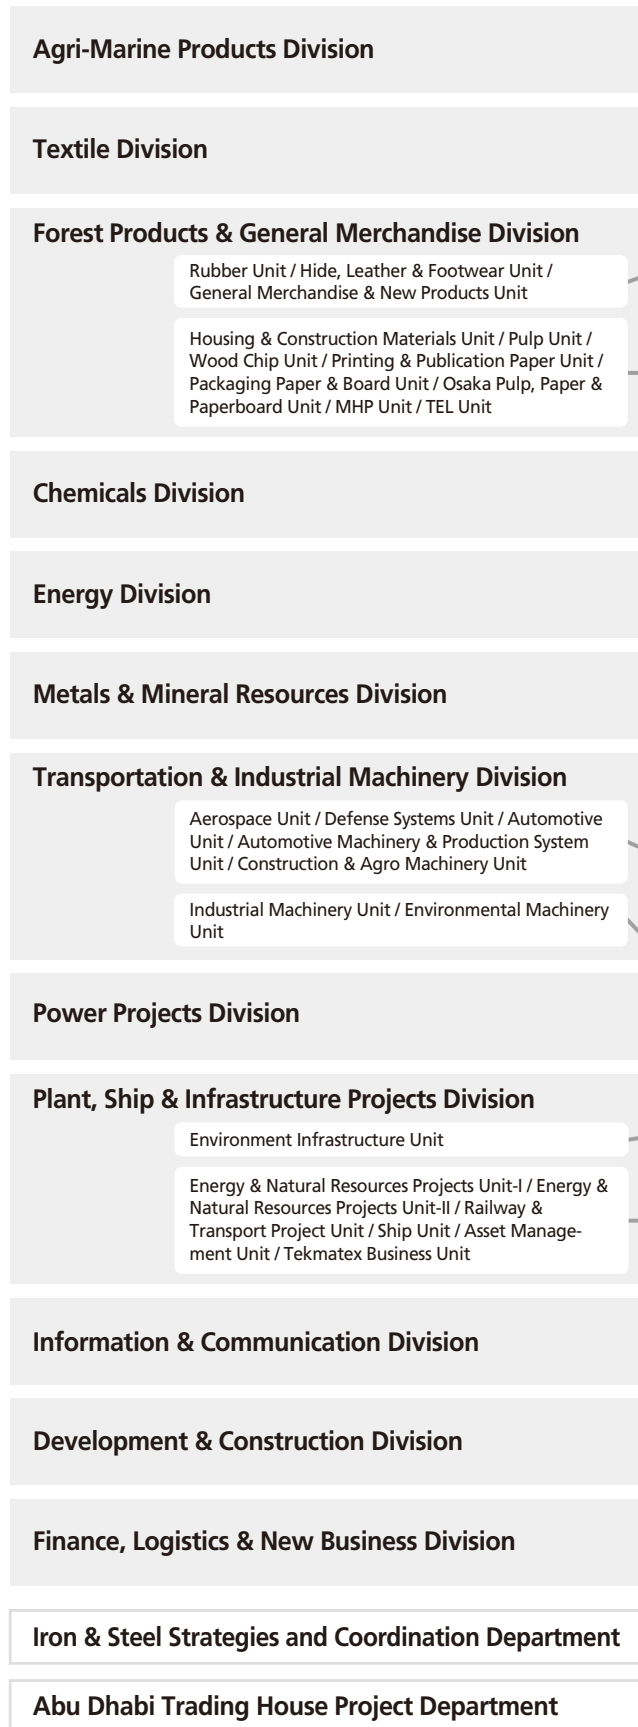 Agri-Marine Products Division
Textile Division
Forest Products & General Merchandise Division
Rubber Unit / Hide, Leather & Footwear Unit /
General Merchandise & New Products Unit
Housing & Construction Materials Unit / Pulp Unit /
Wood Chip Unit / Printing & Publication Paper Unit /
Packaging Paper & Board Unit / Osaka Pulp, Paper &
Paperboard Unit / MHP Unit / TEL Unit
Chemicals Division
Energy Division
Metals & Mineral Resources Division
Transportation & Industrial Machinery Division
Aerospace Unit / Defense Systems Unit / Automotive
Unit / Automotive Machinery & Production System
Unit / Construction & Agro Machinery Unit
Industrial Machinery Unit / Environmental Machinery
Unit
Power Projects Division
Plant, Ship & Infrastructure Projects Division
Environment Infrastructure Unit
Energy & Natural Resources Projects Unit-I / Energy &
Natural Resources Projects Unit-II / Railway &
Transport Project Unit / Ship Unit / Asset Manage-
ment Unit / Tekmatex Business Unit
Information & Communication Division
Development & Construction Division
Finance, Logistics & New Business Division
Iron & Steel Strategies and Coordination Department
Abu Dhabi Trading House Project Department